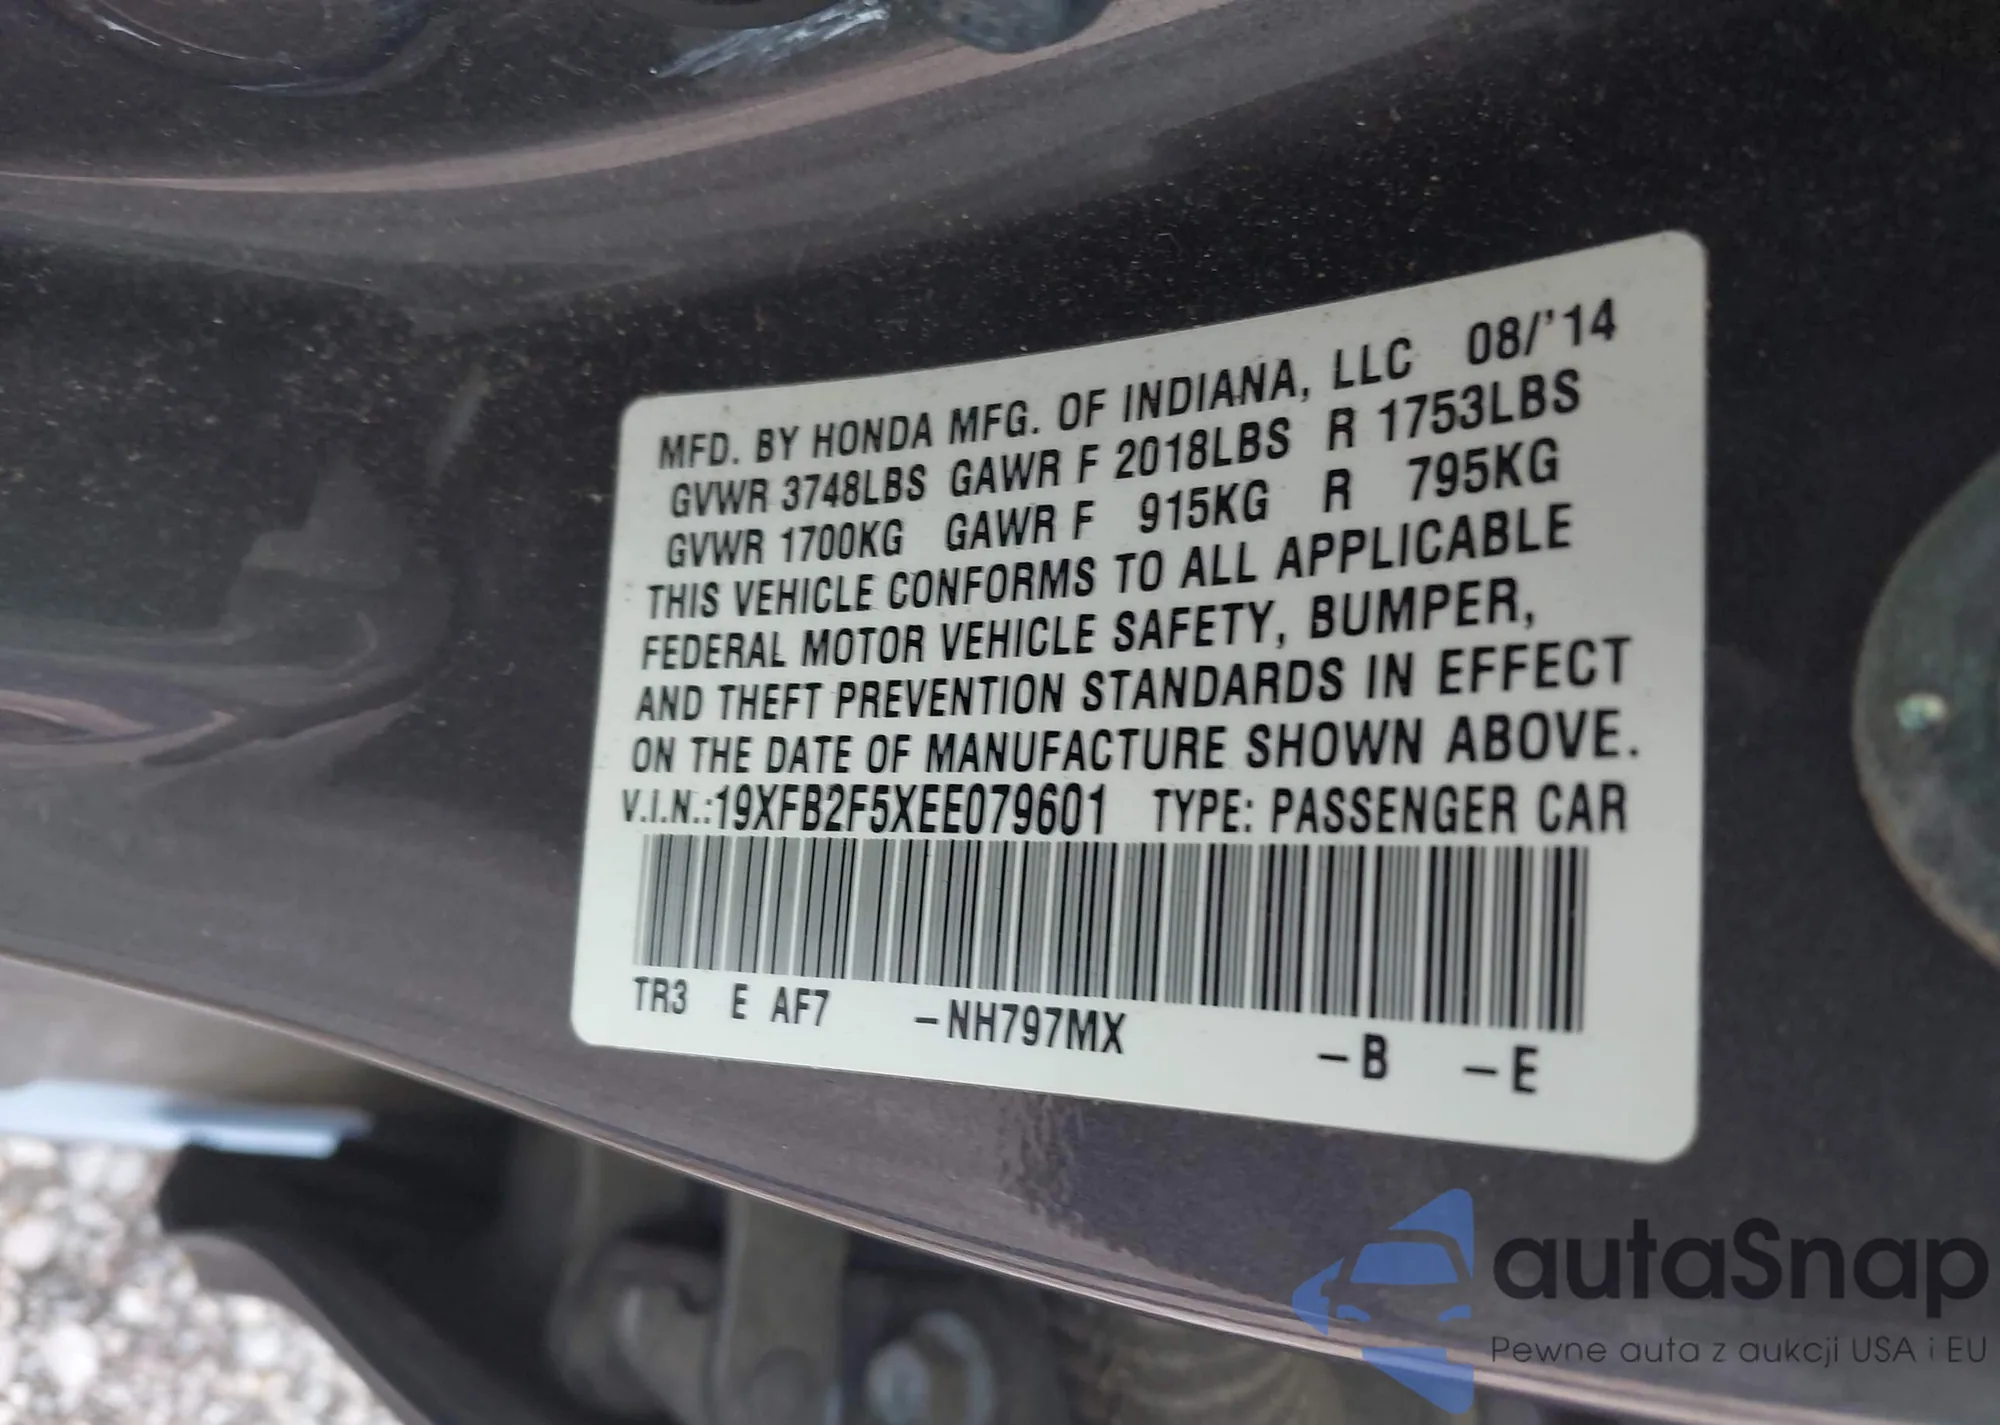 MFD. BY HONDA MFG. OF INDIANA, LLC 08/'14
GVWR 3748LBS GAWR F 2018LBS R 1753LBS
GVWR 1700KG GAWR F 915KG R 795KG
THIS VEHICLE CONFORMS TO ALL APPLICABLE
FEDERAL MOTOR VEHICLE SAFETY, BUMPER,
AND THEFT PREVENTION STANDARDS IN EFFECT
ON THE DATE OF MANUFACTURE SHOWN ABOVE.
V.I.N.:19XFB2F5XEE079601 TYPE: PASSENGER CAR
TR3 E AF7 -NH797MX -B -E
autaSnap
Pewne auta z aukcji USA i EU